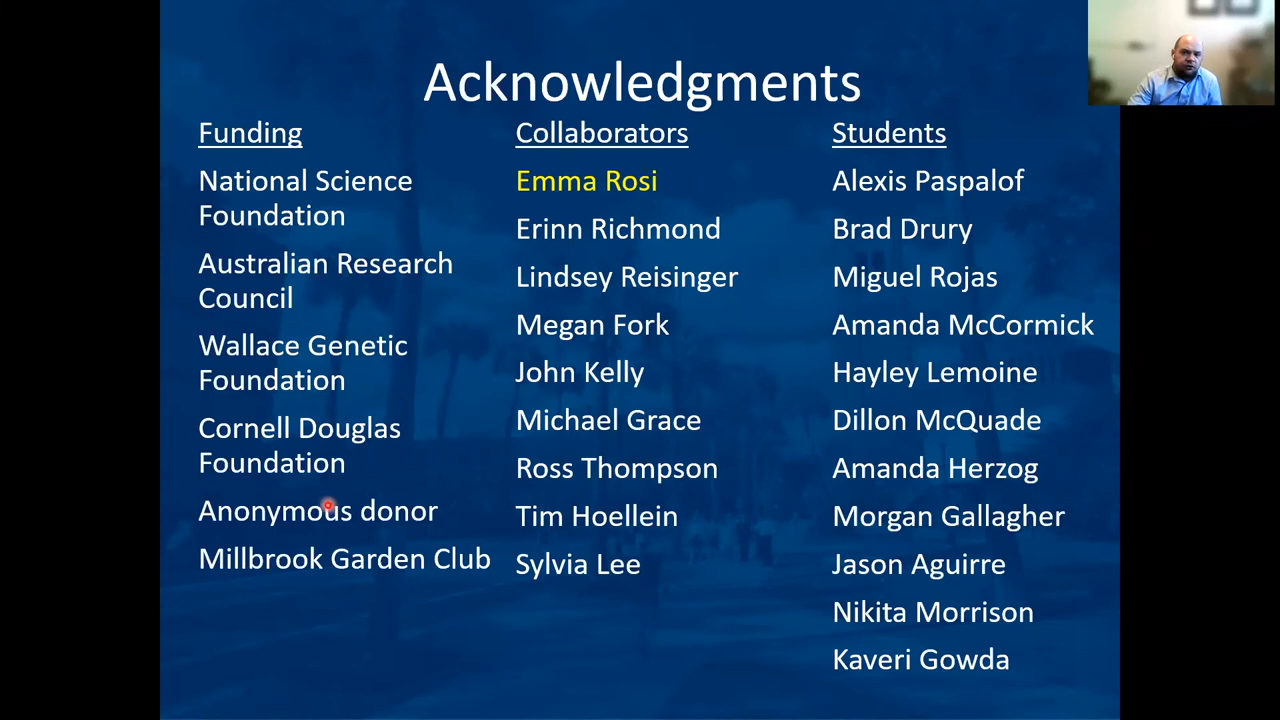 Acknowledgments
Funding
National Science
Foundation
Australian Research
Council
Wallace Genetic
Foundation
Cornell Douglas
Foundation
Anonymous donor
Millbrook Garden Club
Collaborators
Emma Rosi
Erinn Richmond
Lindsey Reisinger
Megan Fork
John Kelly
Michael Grace
Ross Thompson
Tim Hoellein
Sylvia Lee
Students
Alexis Paspalof
Brad Drury
Miguel Rojas
Amanda McCormick
Hayley Lemoine
Dillon McQuade
Amanda Herzog
Morgan Gallagher
Jason Aguirre
Nikita Morrison
Kaveri Gowda